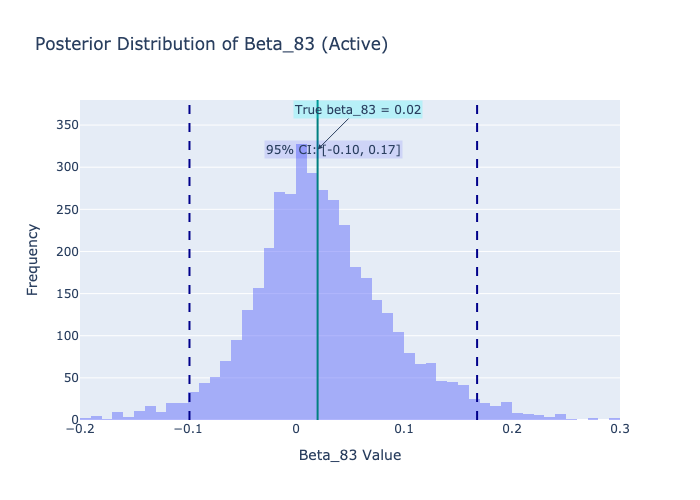 Posterior Distribution of Beta_83 (Active)
True beta_83 = 0.02
95% CI: [-0.10, 0.17]
350
300
250
200
150
100
50
0
−0.2
−0.1
0
0.1
0.2
0.3
Frequency
Beta_83 Value